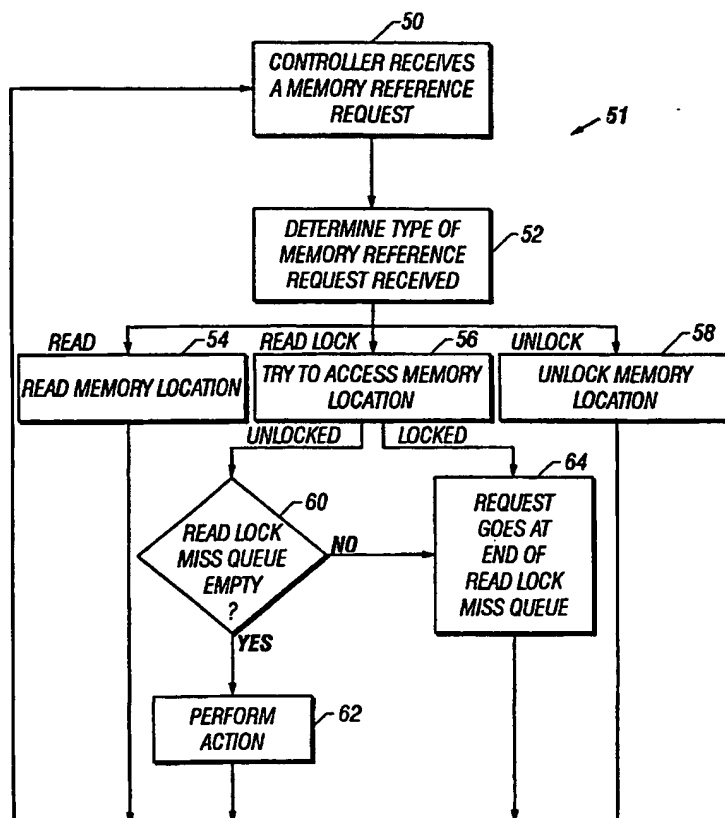 50
CONTROLLER RECEIVES
A MEMORY REFERENCE
REQUEST
51
DETERMINE TYPE OF
MEMORY REFERENCE
REQUEST RECEIVED
52
READ
54
READ LOCK
56
UNLOCK
58
READ MEMORY LOCATION
TRY TO ACCESS MEMORY
LOCATION
UNLOCK MEMORY
LOCATION
UNLOCKED
LOCKED
60
64
READ LOCK
MISS QUEUE
EMPTY
?
NO
REQUEST
GOES AT
END OF
READ LOCK
MISS QUEUE
YES
PERFORM
ACTION
62